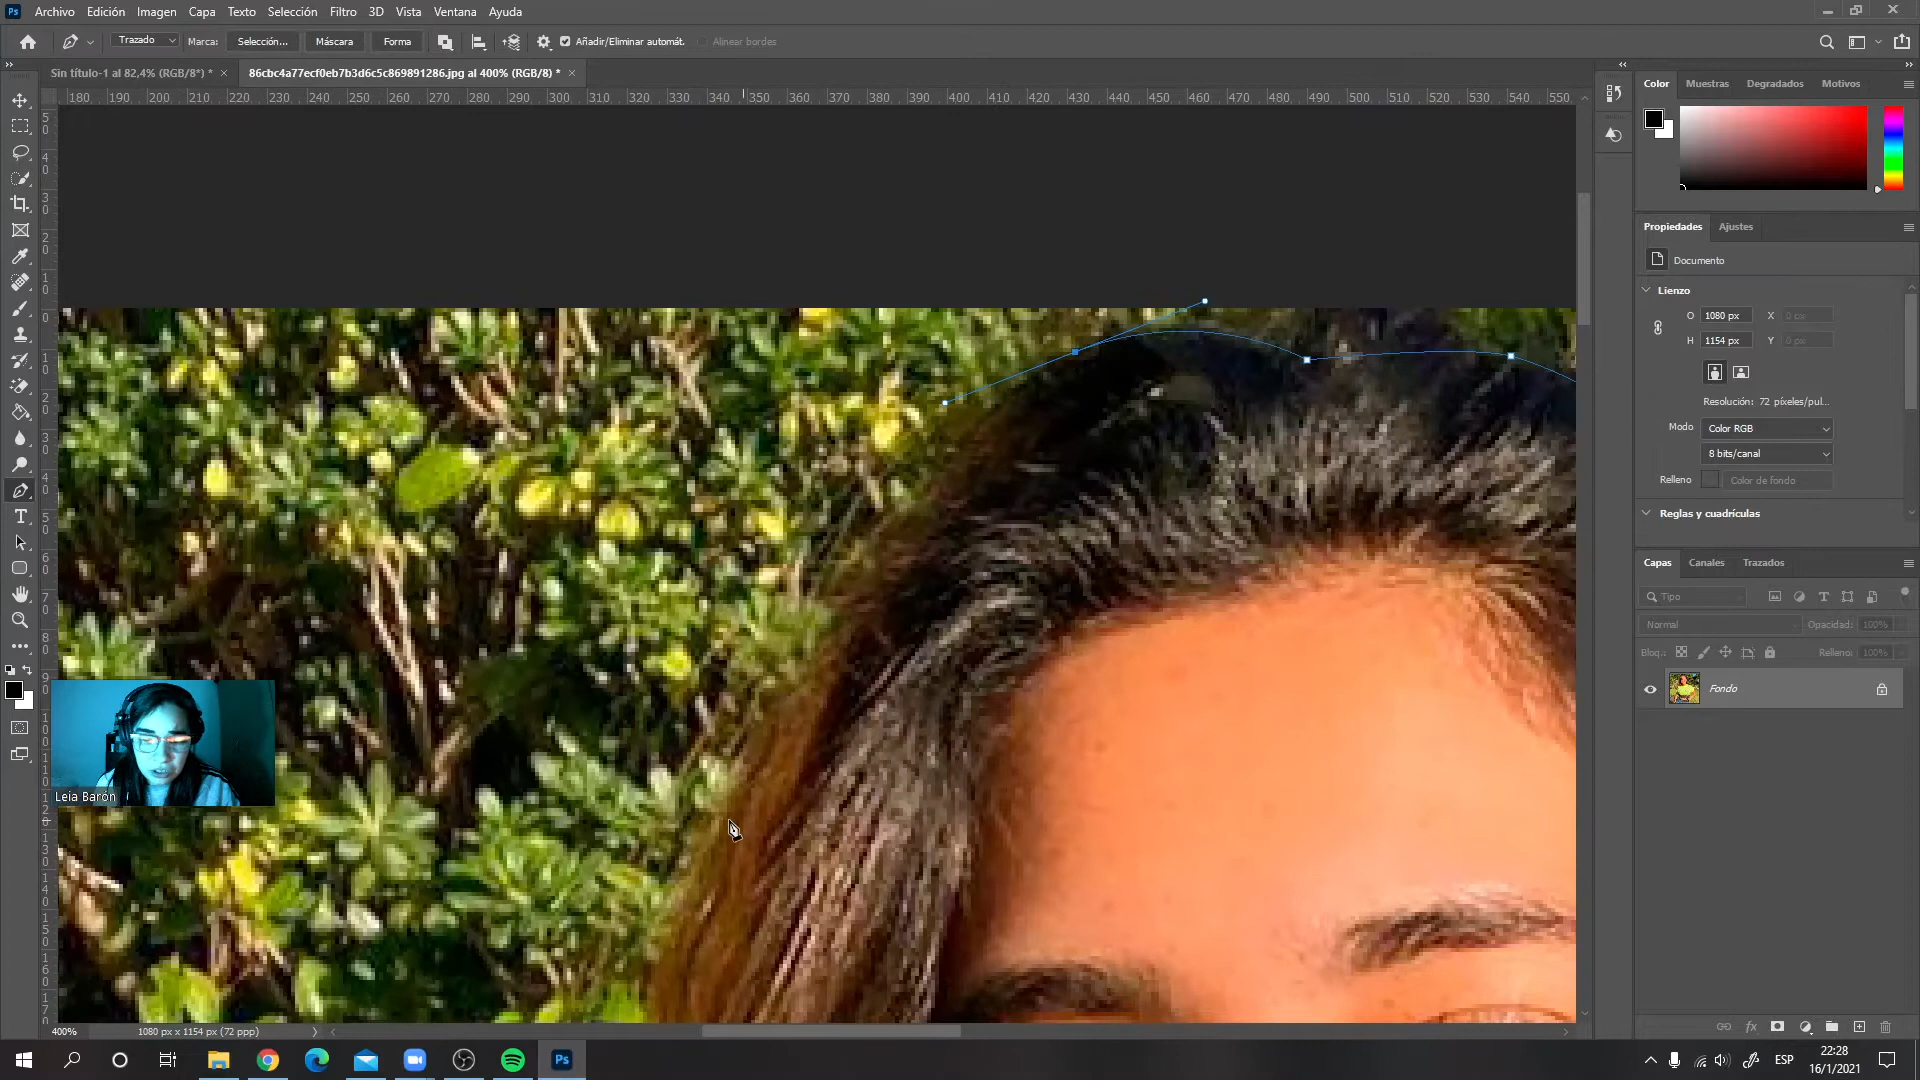 Ps Archivo Edición Imagen Capa Texto Selección Filtro 3D Vista Ventana Ayuda
Trazado Marca: Selección... Máscara Forma Añadir/Eliminar automát. Alinear bordes
Sin título-1 al 82,4% (RGB/8*) * × 86cbc4a77ecf0eb7b3d6c5c869891286.jpg al 400% (RGB/8) * ×
180 190 200 210 220 230 240 250 260 270 280 290 300 310 320 330 340 350 360 370 380 390 400 410 420 430 440 450 460 470 480 490 500 510 520 530 540 550
Color Muestras Degradados Motivos
Propiedades Ajustes
Documento
Lienzo
O 1080 px X 0 px
H 1154 px Y 0 px
Resolución: 72 píxeles/pul...
Modo Color RGB
8 bits/canal
Relleno Color de fondo
Reglas y cuadrículas
Capas Canales Trazados
Tipo
Normal Opacidad: 100%
Bloq.: Relleno: 100%
Fondo
Leia Barón
400% 1080 px x 1154 px (72 ppp)
Ps ESP 22:28
16/1/2021